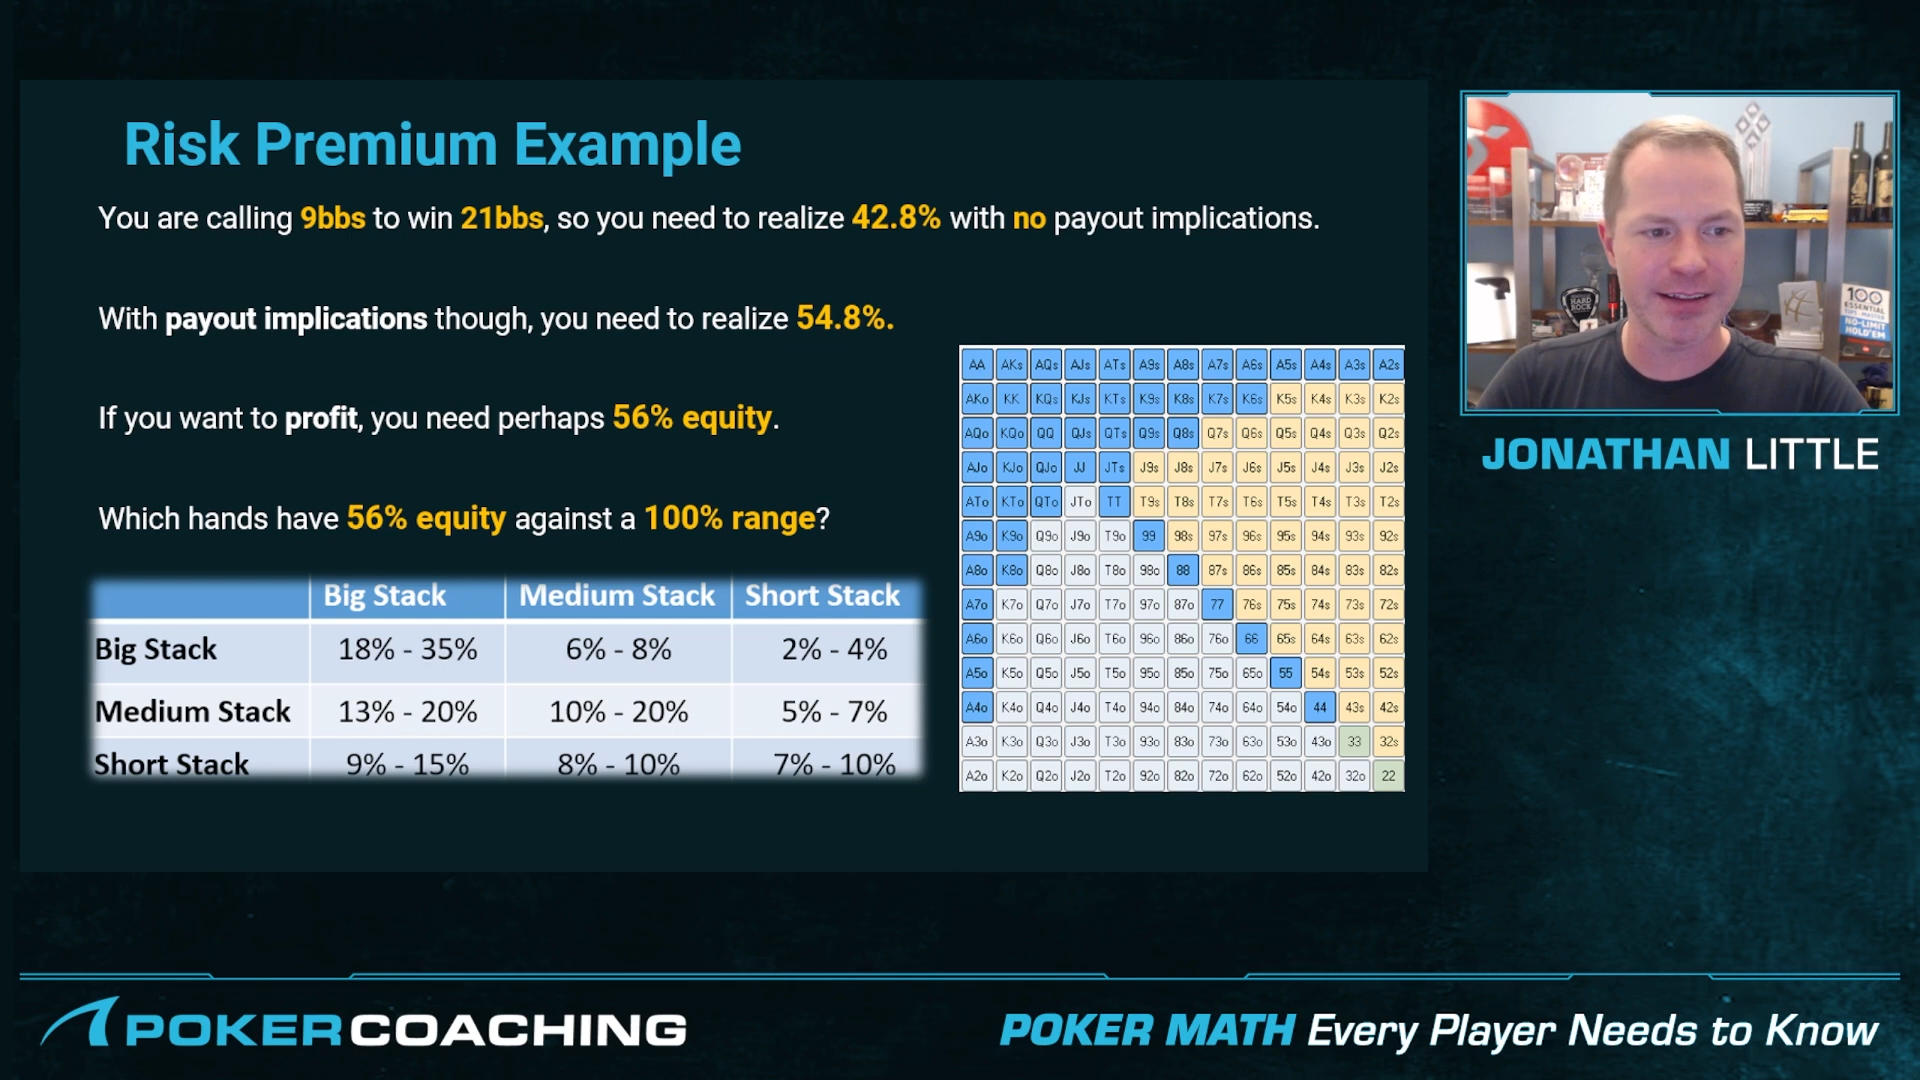 Risk Premium Example
You are calling 9bbs to win 21bbs, so you need to realize 42.8% with no payout implications.
With payout implications though, you need to realize 54.8%.
If you want to profit, you need perhaps 56% equity.
Which hands have 56% equity against a 100% range?
Big Stack Medium Stack Short Stack
Big Stack 18% - 35% 6% - 8% 2% - 4%
Medium Stack 13% - 20% 10% - 20% 5% - 7%
Short Stack 9% - 15% 8% - 10% 7% - 10%
AA AKs AQs AJs ATs A9s A8s A7s A6s A5s A4s A3s A2s
AKo KK KQs KJs KTs K9s K8s K7s K6s K5s K4s K3s K2s
AQo KQo QQ QJs QTs Q9s Q8s Q7s Q6s Q5s Q4s Q3s Q2s
AJo KJo QJo JJ JTs J9s J8s J7s J6s J5s J4s J3s J2s
ATo KTo QTo JTo TT T9s T8s T7s T6s T5s T4s T3s T2s
A9o K9o Q9o J9o T9o 99 98s 97s 96s 95s 94s 93s 92s
A8o K8o Q8o J8o T8o 98o 88 87s 86s 85s 84s 83s 82s
A7o K7o Q7o J7o T7o 97o 87o 77 76s 75s 74s 73s 72s
A6o K6o Q6o J6o T6o 96o 86o 76o 66 65s 64s 63s 62s
A5o K5o Q5o J5o T5o 95o 85o 75o 65o 55 54s 53s 52s
A4o K4o Q4o J4o T4o 94o 84o 74o 64o 54o 44 43s 42s
A3o K3o Q3o J3o T3o 93o 83o 73o 63o 53o 43o 33 32s
A2o K2o Q2o J2o T2o 92o 82o 72o 62o 52o 42o 32o 22
HARD ROCK
100
ESSENTIAL
NO-LIMIT
HOLD'EM
JONATHAN LITTLE
POKERCOACHING
POKER MATH Every Player Needs to Know